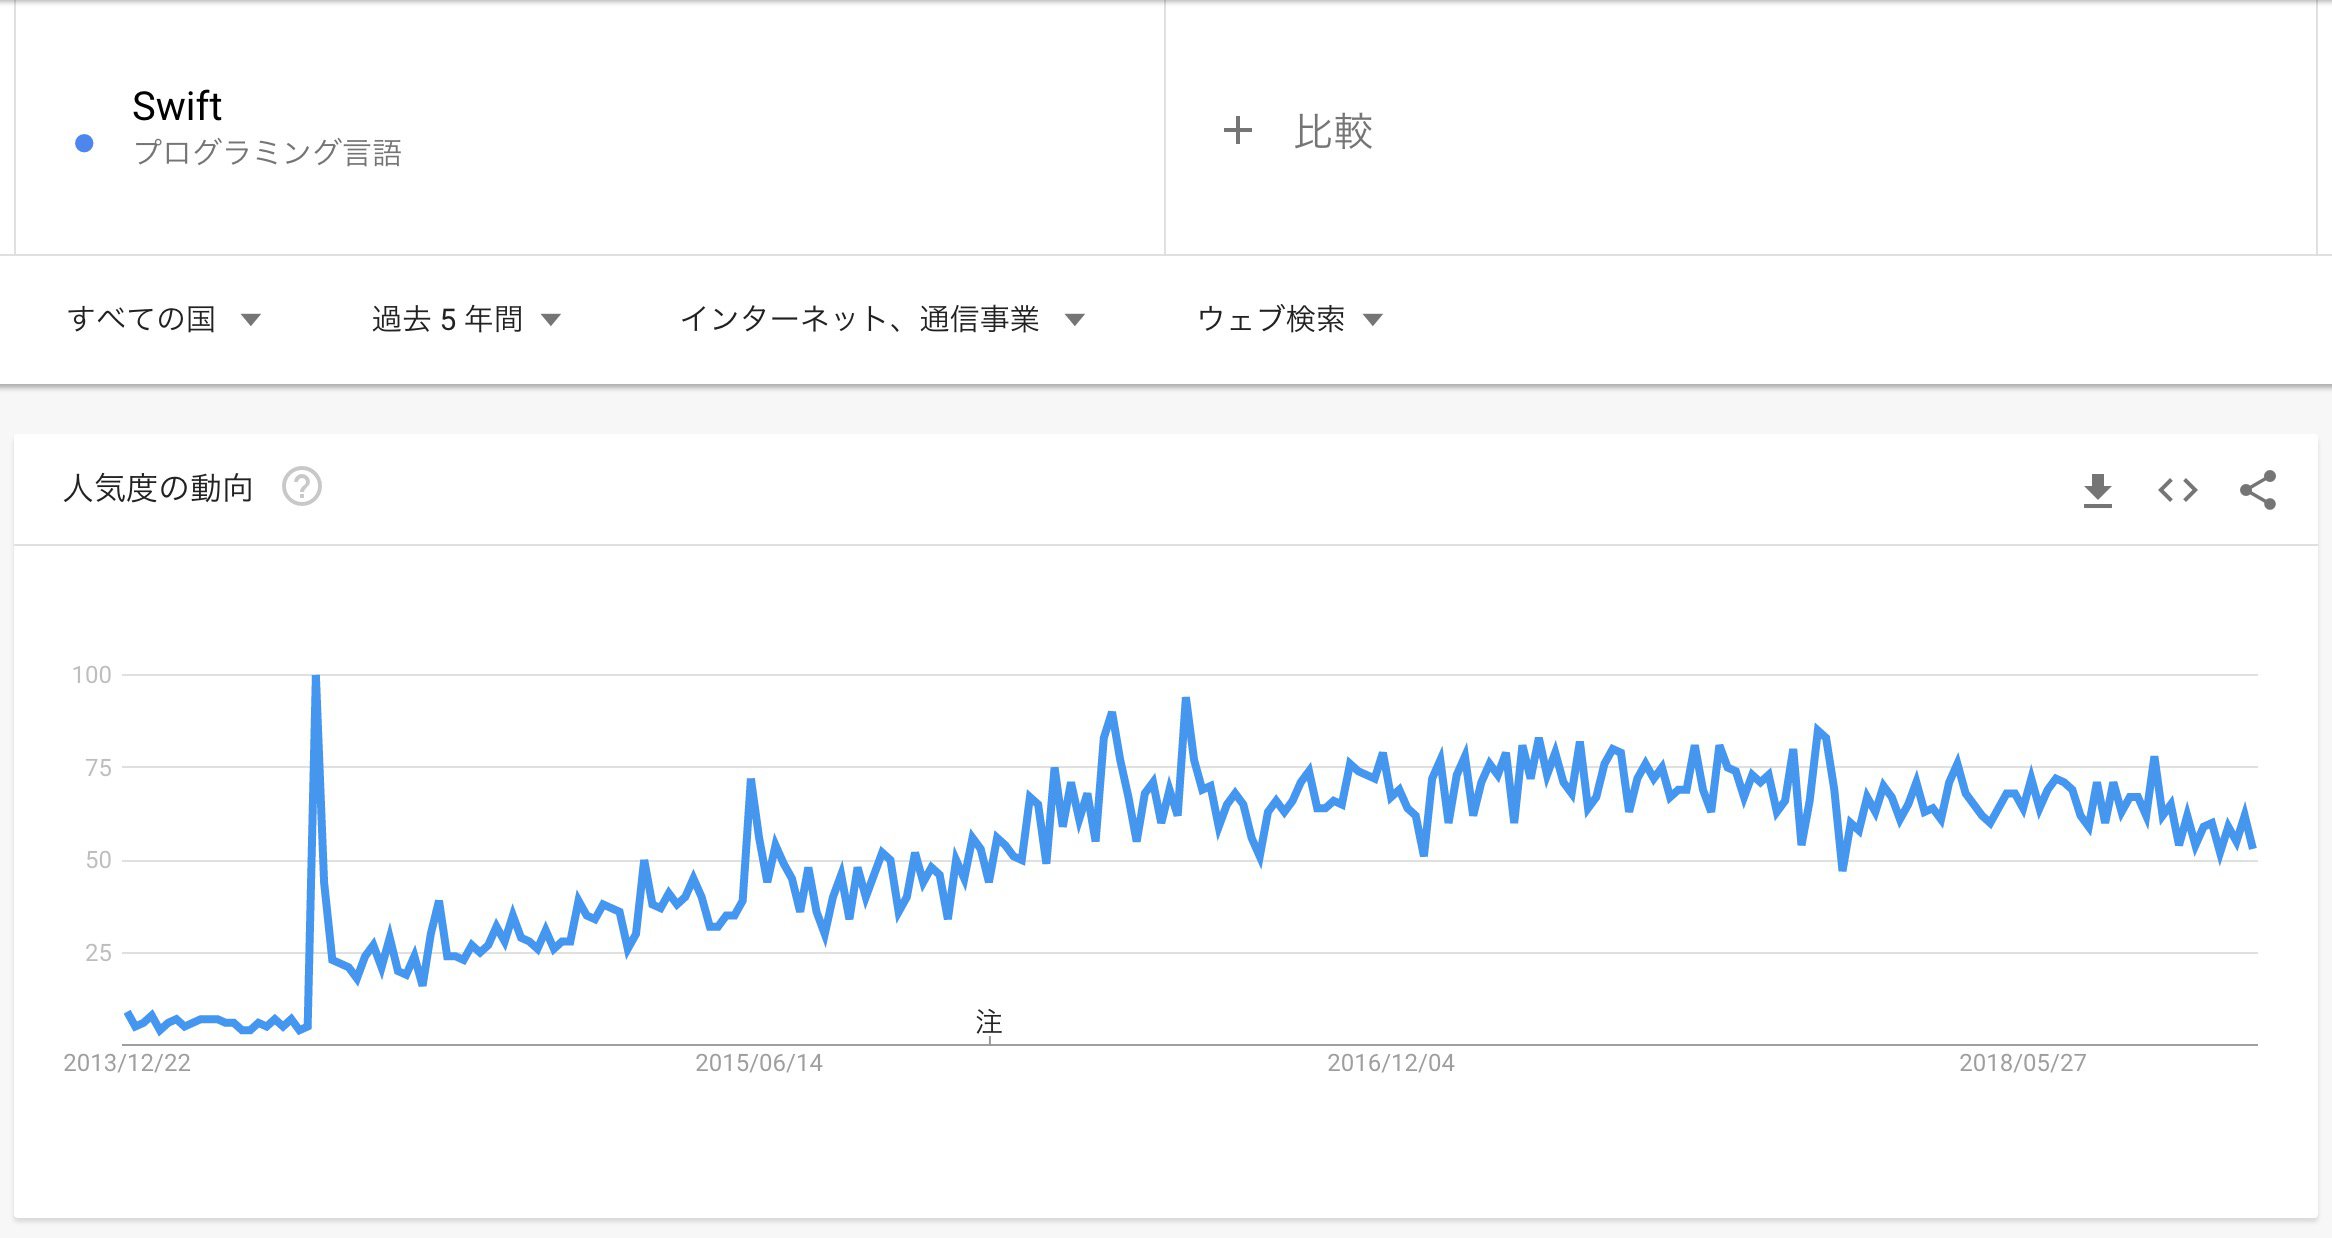 Swift
プログラミング言語
+ 比較
すべての国 過去 5 年間 インターネット、通信事業 ウェブ検索
人気度の動向 ?
100
75
50
25
注
2013/12/22 2015/06/14 2016/12/04 2018/05/27